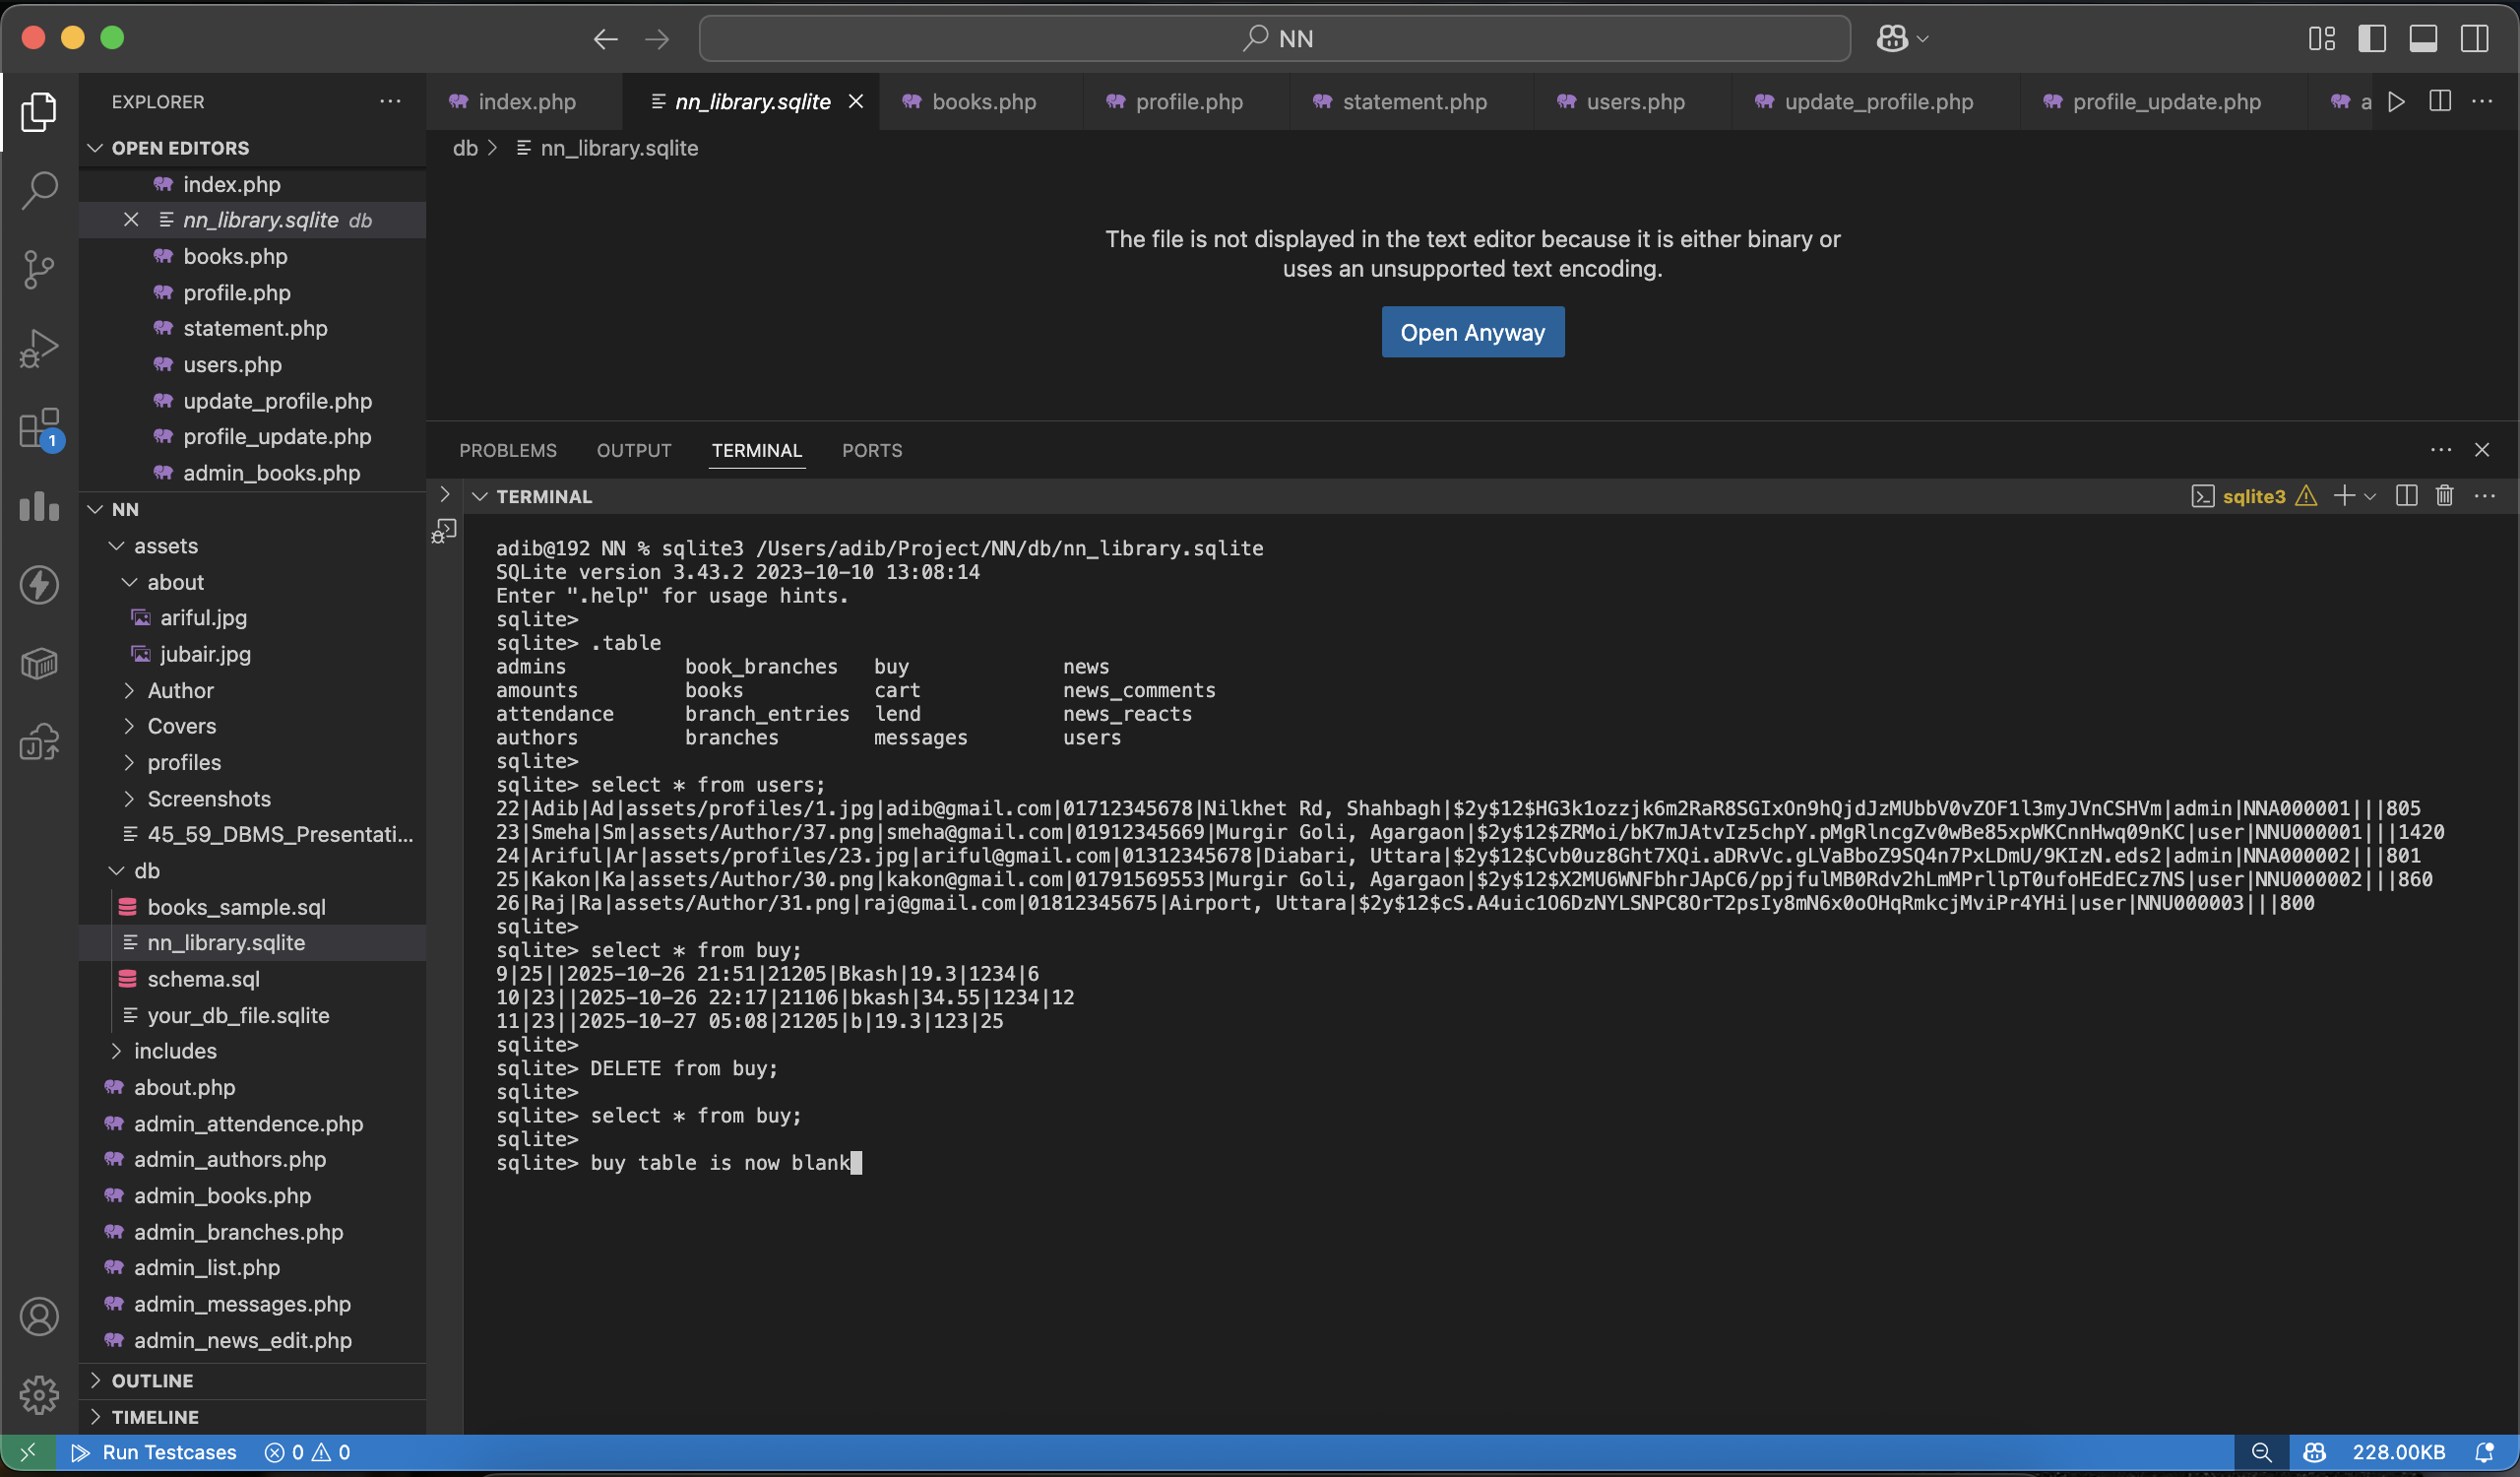 NN
EXPLORER
OPEN EDITORS
index.php
nn_library.sqlite db
books.php
profile.php
statement.php
users.php
update_profile.php
profile_update.php
admin_books.php
NN
assets
about
ariful.jpg
jubair.jpg
Author
Covers
profiles
Screenshots
45_59_DBMS_Presentati...
db
books_sample.sql
nn_library.sqlite
schema.sql
your_db_file.sqlite
includes
about.php
admin_attendence.php
admin_authors.php
admin_books.php
admin_branches.php
admin_list.php
admin_messages.php
admin_news_edit.php
OUTLINE
TIMELINE
1
index.php nn_library.sqlite books.php profile.php statement.php users.php update_profile.php profile_update.php a
db > nn_library.sqlite
The file is not displayed in the text editor because it is either binary or
uses an unsupported text encoding.
Open Anyway
PROBLEMS OUTPUT TERMINAL PORTS
TERMINAL
sqlite3
adib@192 NN % sqlite3 /Users/adib/Project/NN/db/nn_library.sqlite
SQLite version 3.43.2 2023-10-10 13:08:14
Enter ".help" for usage hints.
sqlite>
sqlite> .table
admins book_branches buy news
amounts books cart news_comments
attendance branch_entries lend news_reacts
authors branches messages users
sqlite>
sqlite> select * from users;
22|Adib|Ad|assets/profiles/1.jpg|adib@gmail.com|01712345678|Nilkhet Rd, Shahbagh|$2y$12$HG3k1ozzjk6m2RaR8SGIxOn9hQjdJzMUbbV0vZOF1l3myJVnCSHVm|admin|NNA000001|||805
23|Smeha|Sm|assets/Author/37.png|smeha@gmail.com|01912345669|Murgir Goli, Agargaon|$2y$12$ZRMoi/bK7mJAtvIz5chpY.pMgRlncgZv0wBe85xpWKCnnHwq09nKC|user|NNU000001|||1420
24|Ariful|Ar|assets/profiles/23.jpg|ariful@gmail.com|01312345678|Diabari, Uttara|$2y$12$Cvb0uz8Ght7XQi.aDRvVc.gLVaBboZ9SQ4n7PxLDmU/9KIzN.eds2|admin|NNA000002|||801
25|Kakon|Ka|assets/Author/30.png|kakon@gmail.com|01791569553|Murgir Goli, Agargaon|$2y$12$X2MU6WNFbhrJApC6/ppjfulMB0Rdv2hLmMPrllpT0ufoHEdECz7NS|user|NNU000002|||860
26|Raj|Ra|assets/Author/31.png|raj@gmail.com|01812345675|Airport, Uttara|$2y$12$cS.A4uic1O6DzNYLSNPC8OrT2psIy8mN6x0oOHqRmkcjMviPr4YHi|user|NNU000003|||800
sqlite>
sqlite> select * from buy;
9|25||2025-10-26 21:51|21205|Bkash|19.3|1234|6
10|23||2025-10-26 22:17|21106|bkash|34.55|1234|12
11|23||2025-10-27 05:08|21205|b|19.3|123|25
sqlite>
sqlite> DELETE from buy;
sqlite>
sqlite> select * from buy;
sqlite>
sqlite> buy table is now blank
Run Testcases 0 0 228.00KB